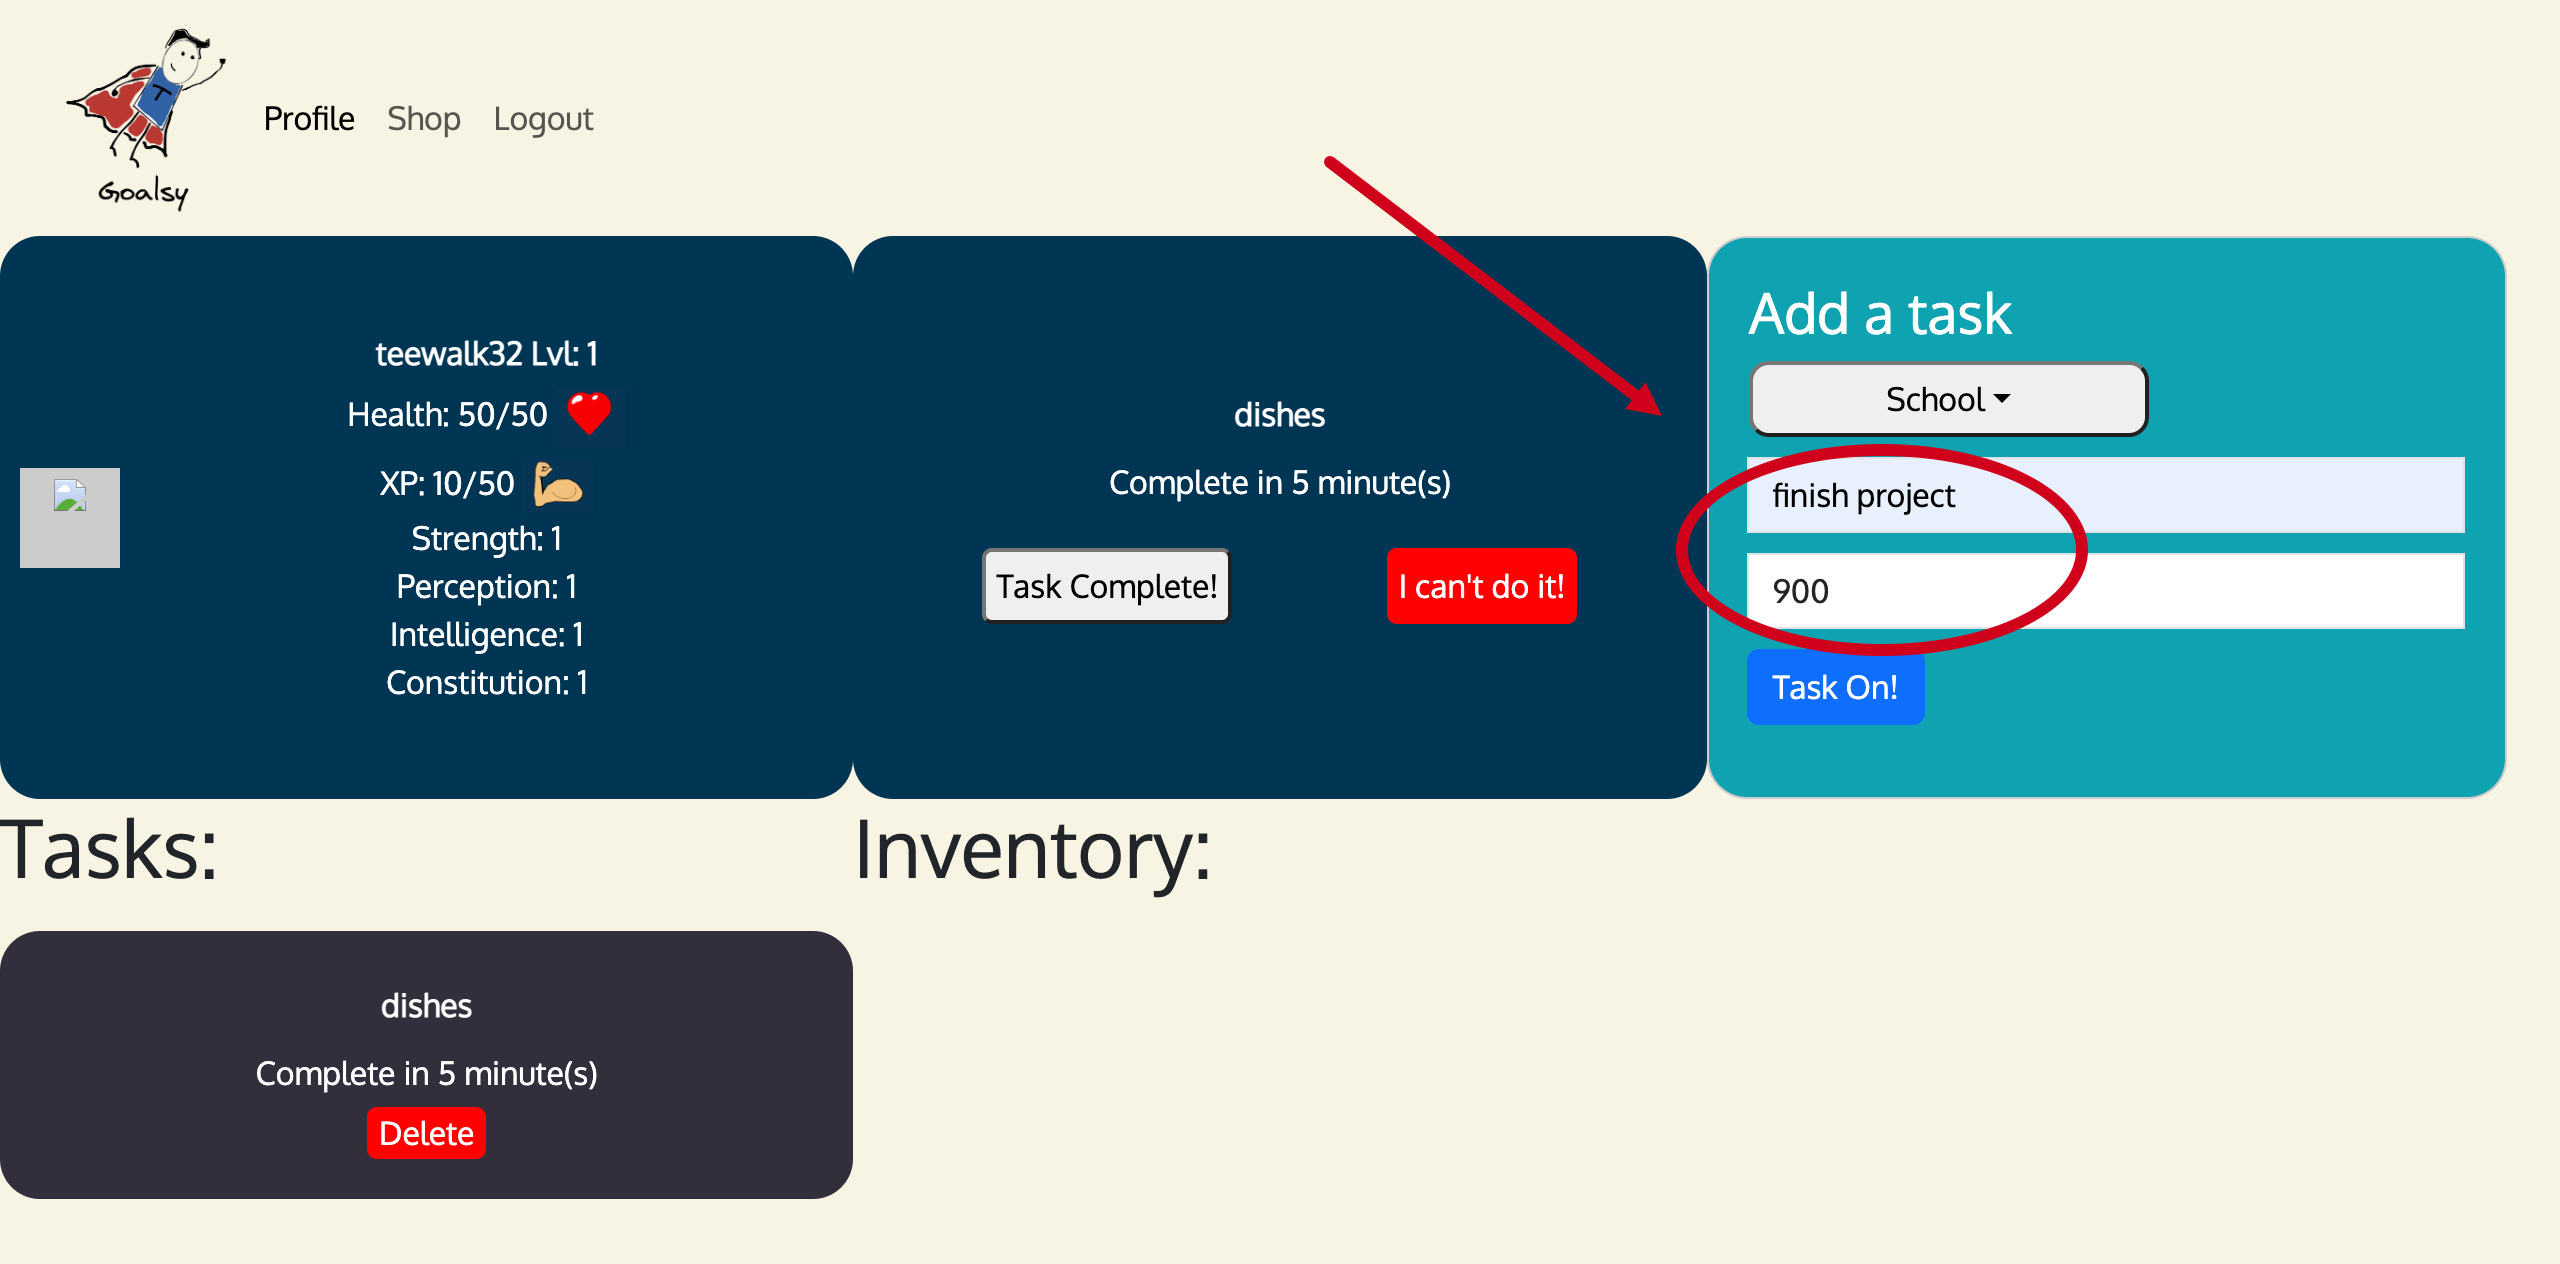 T
Goalsy
Profile Shop Logout
teewalk32 Lvl: 1
Health: 50/50
XP: 10/50
Strength: 1
Perception: 1
Intelligence: 1
Constitution: 1
dishes
Complete in 5 minute(s)
Task Complete! I can't do it!
Add a task
School
finish project
900
Task On!
Tasks:
dishes
Complete in 5 minute(s)
Delete
Inventory: